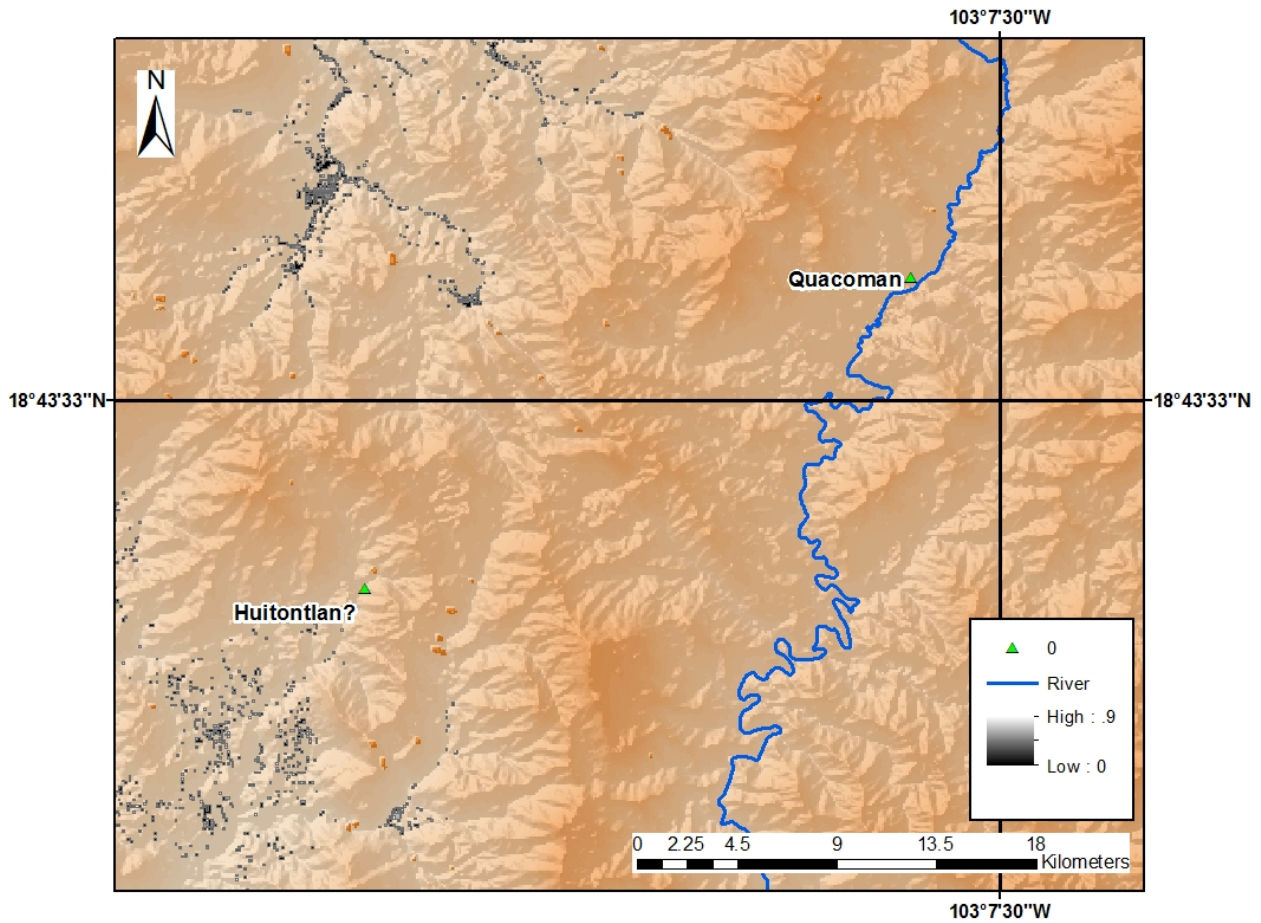 103°7'30"W
N
Quacoman
18°43'33"N
18°43'33"N
Huitontlan?
0
River
High : .9
Low : 0
0 2.25 4.5 9 13.5 18
Kilometers
103°7'30"W